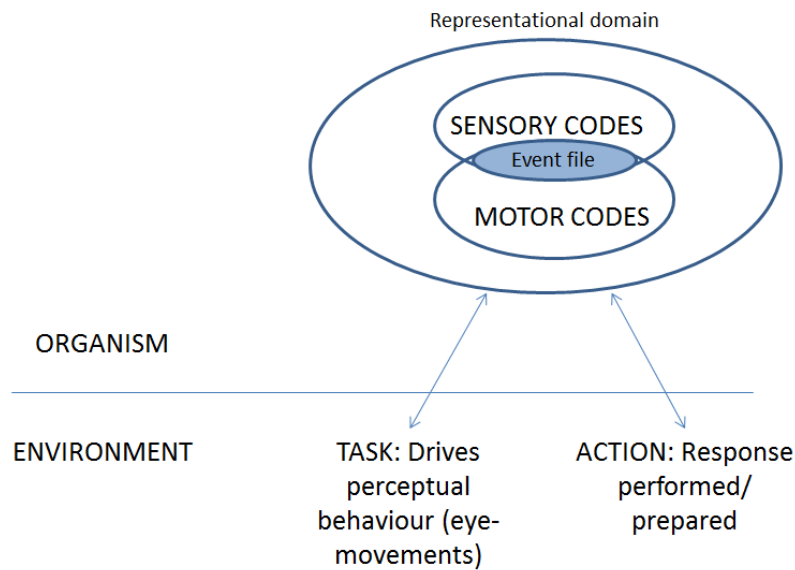 Representational domain
SENSORY CODES
Event file
MOTOR CODES
ORGANISM
ENVIRONMENT
TASK: Drives
perceptual
behaviour (eye-
movements)
ACTION: Response
performed/
prepared